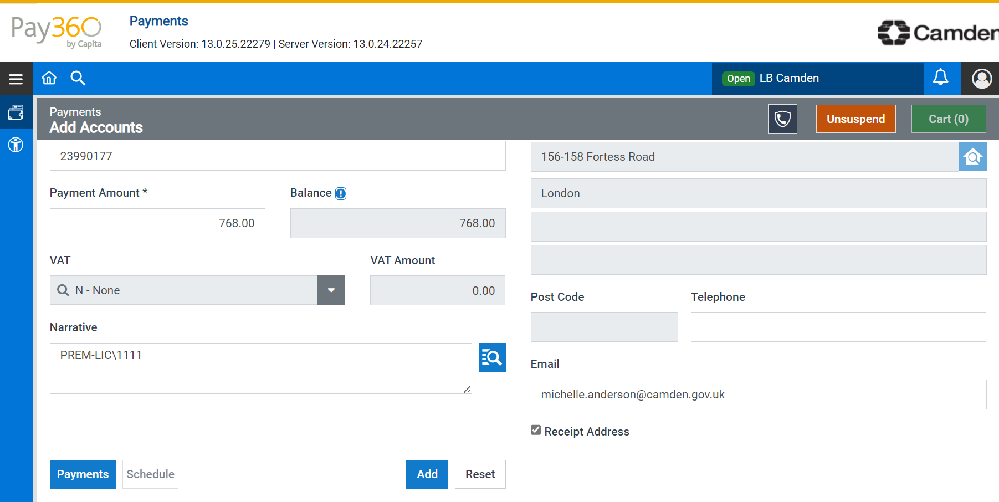 Pay360
by Capita
Payments
Client Version: 13.0.25.22279 | Server Version: 13.0.24.22257
Camden
Open LB Camden
Payments
Add Accounts
Unsuspend
Cart (0)
23990177
156-158 Fortess Road
London
Payment Amount *
Balance
768.00
768.00
VAT
VAT Amount
N - None
0.00
Post Code
Telephone
Narrative
PREM-LIC\1111
Email
michelle.anderson@camden.gov.uk
Receipt Address
Payments
Schedule
Add
Reset